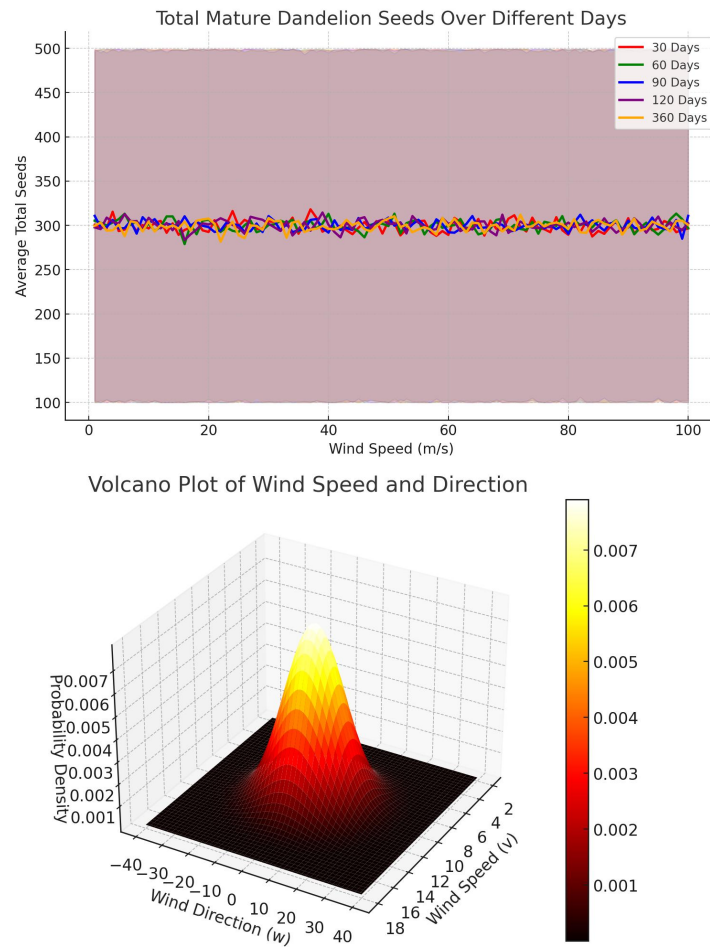 Total Mature Dandelion Seeds Over Different Days
500
450
400
350
300
250
200
150
100
Average Total Seeds
30 Days
60 Days
90 Days
120 Days
360 Days
0 20 40 60 80 100
Wind Speed (m/s)
Volcano Plot of Wind Speed and Direction
0.007
0.006
0.005
0.004
0.003
0.002
0.001
Probability Density
−40 −30 −20 −10 0 10 20 30 40
Wind Direction (w)
2 4 6 8 10 12 14 16 18
Wind Speed (v)
0.007
0.006
0.005
0.004
0.003
0.002
0.001